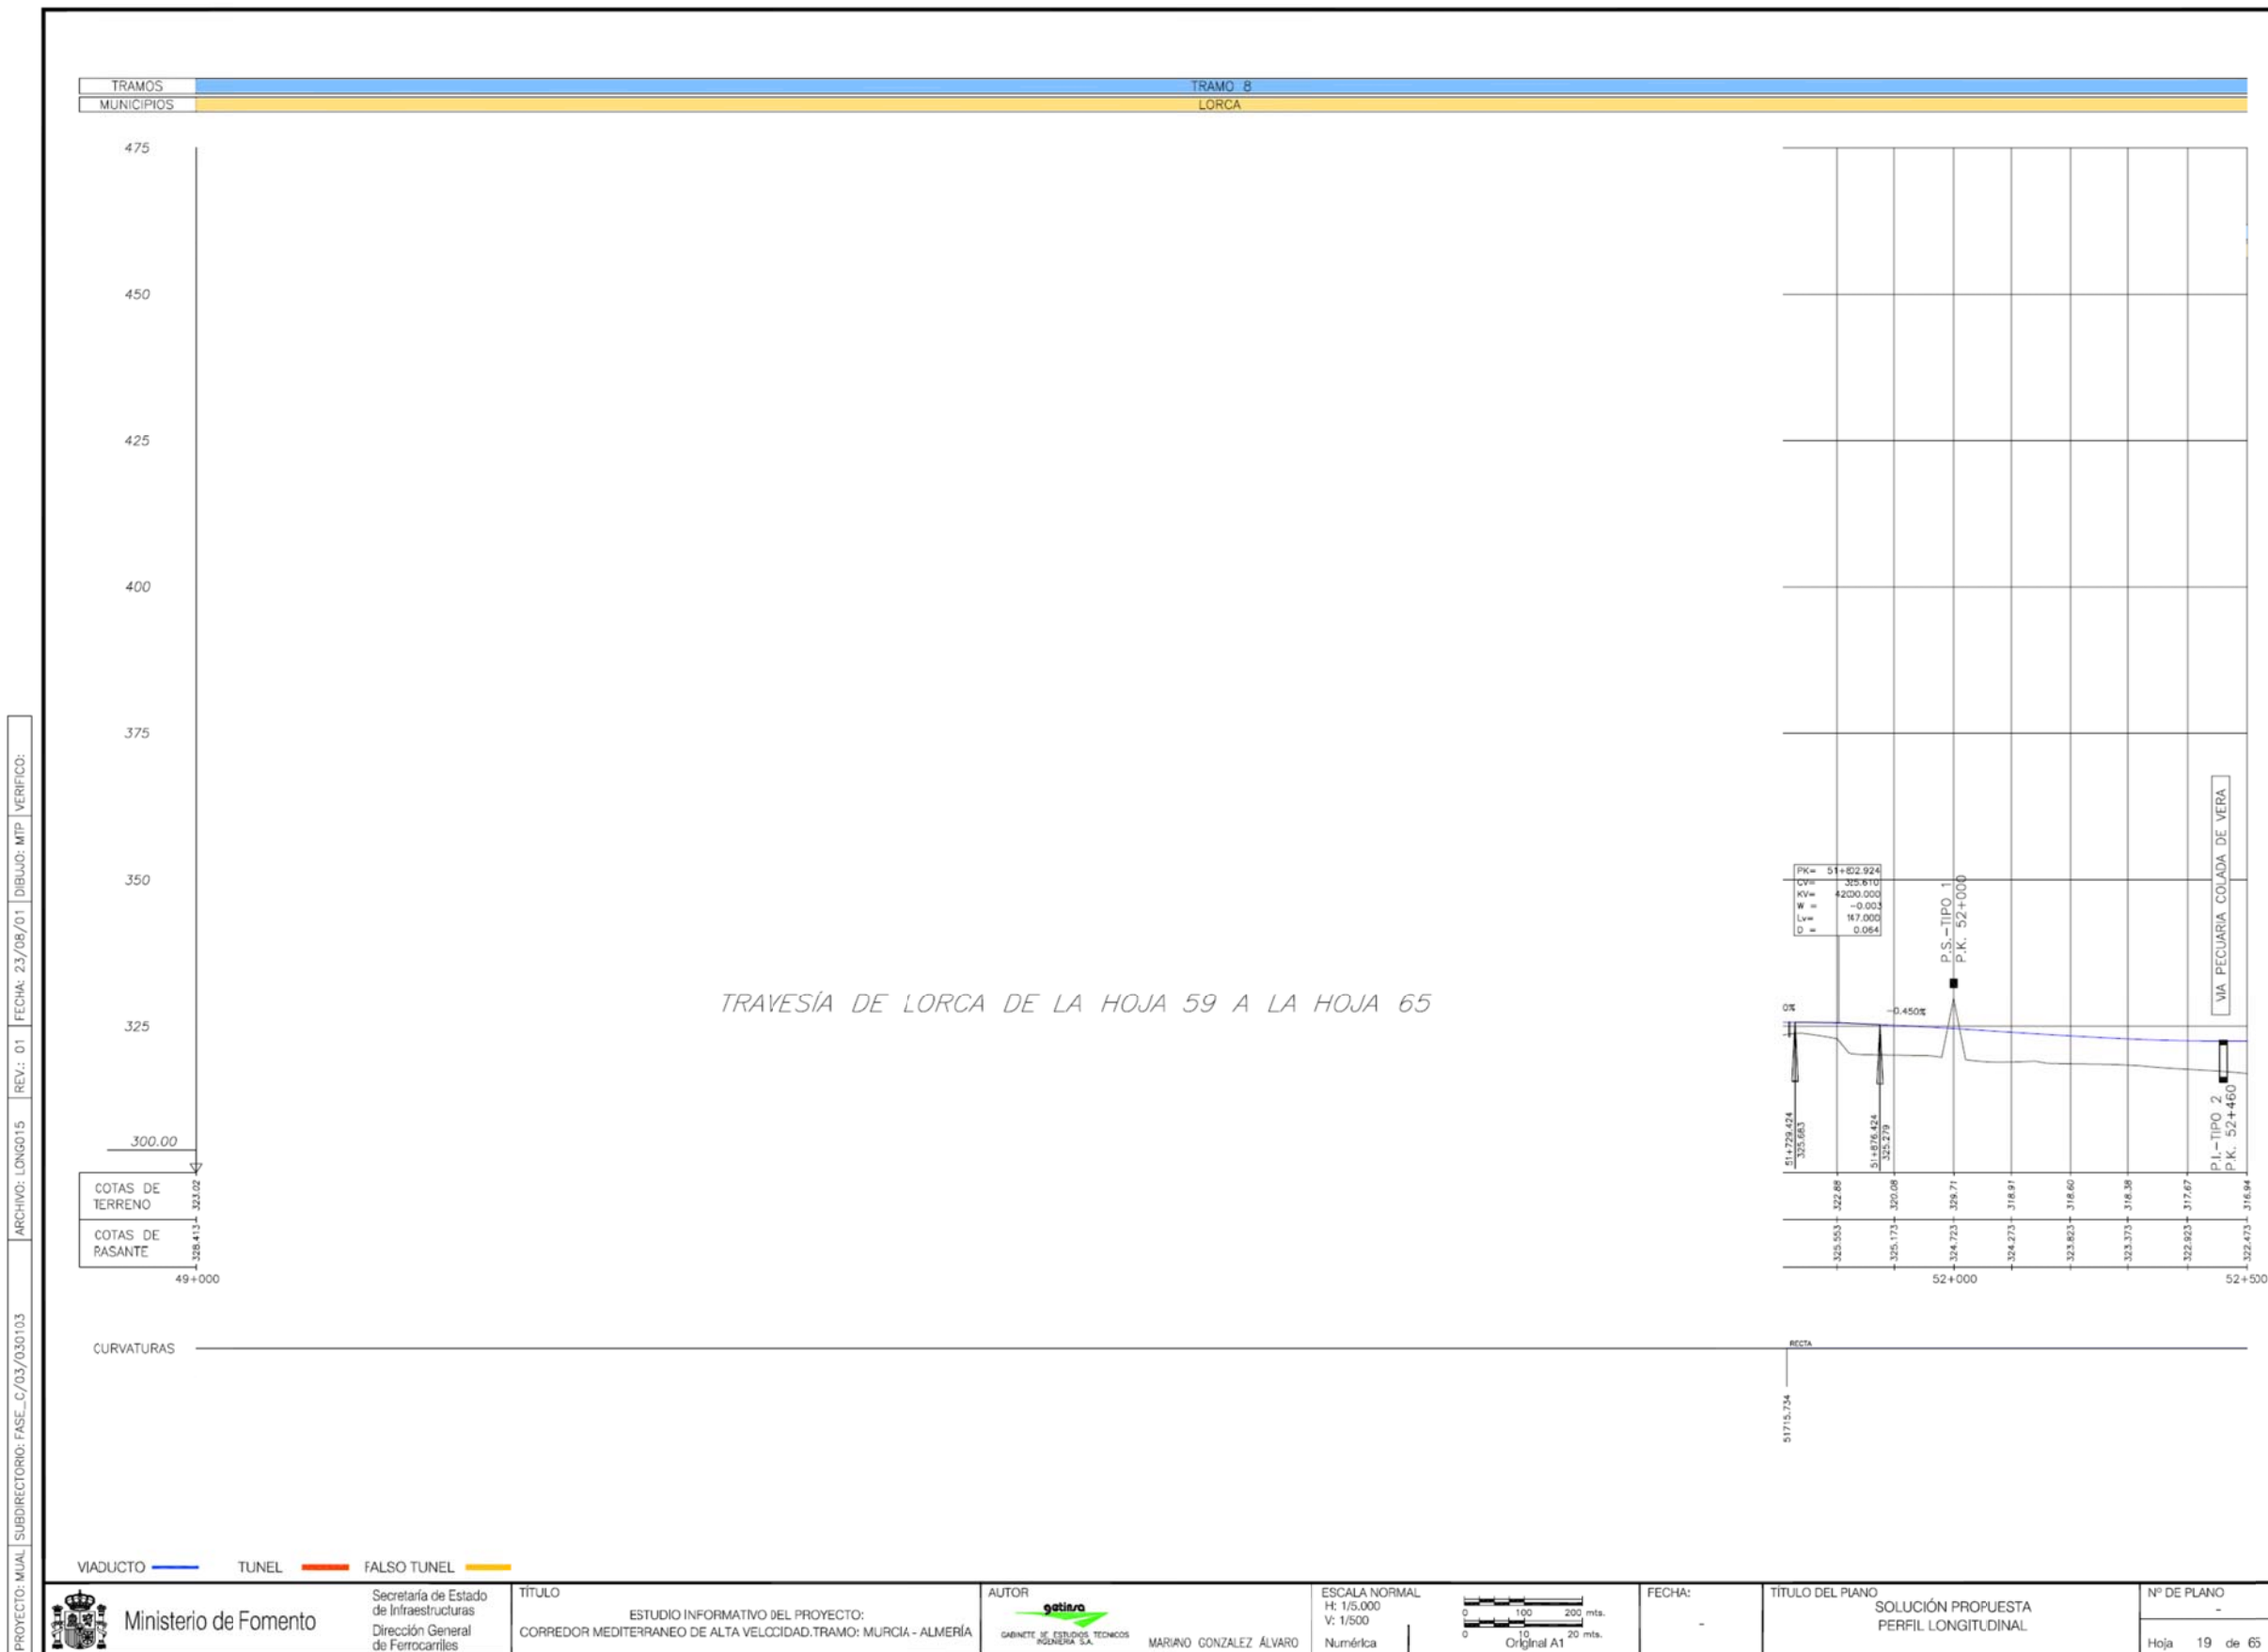 TRAMOS TRAMO 8
MUNICIPIOS LORCA
475
450
425
400
375
350
325
300.00
TRAVESÍA DE LORCA DE LA HOJA 59 A LA HOJA 65
PK= 51+802.924
CV= 325.610
KV= 42000.000
W = -0.003
Lv= 147.000
D = 0.064
P.S.-TIPO 1
P.K. 52+000
VIA PECUARIA COLADA DE VERA
0%
-0.450%
51+729.424
325.683
51+876.424
325.279
P.I.-TIPO 2
P.K. 52+460
COTAS DE
TERRENO
323.02 322.88 320.08 329.71 318.91 318.60 318.38 317.67 316.94
COTAS DE
RASANTE
328.413 325.553 325.173 324.723 324.273 323.823 323.373 322.923 322.473
49+000 52+000 52+500
CURVATURAS
RECTA
51715.734
VIADUCTO TUNEL FALSO TUNEL
Ministerio de Fomento
Secretaría de Estado
de Infraestructuras
Dirección General
de Ferrocarriles
TÍTULO
ESTUDIO INFORMATIVO DEL PROYECTO:
CORREDOR MEDITERRANEO DE ALTA VELOCIDAD.TRAMO: MURCIA - ALMERÍA
AUTOR
getinsa
GABINETE DE ESTUDIOS TECNICOS
INGENIERIA S.A.
MARIANO GONZALEZ ÁLVARO
ESCALA NORMAL
H: 1/5.000
V: 1/500
Numérica
0 100 200 mts.
0 10 20 mts.
Original A1
FECHA:
-
TÍTULO DEL PLANO
SOLUCIÓN PROPUESTA
PERFIL LONGITUDINAL
Nº DE PLANO
-
Hoja 19 de
PROYECTO: MUAL SUBDIRECTORIO: FASE_C/03/030103 ARCHIVO: LONG015 REV.: 01 FECHA: 23/08/01 DIBUJO: MTP VERIFICO: